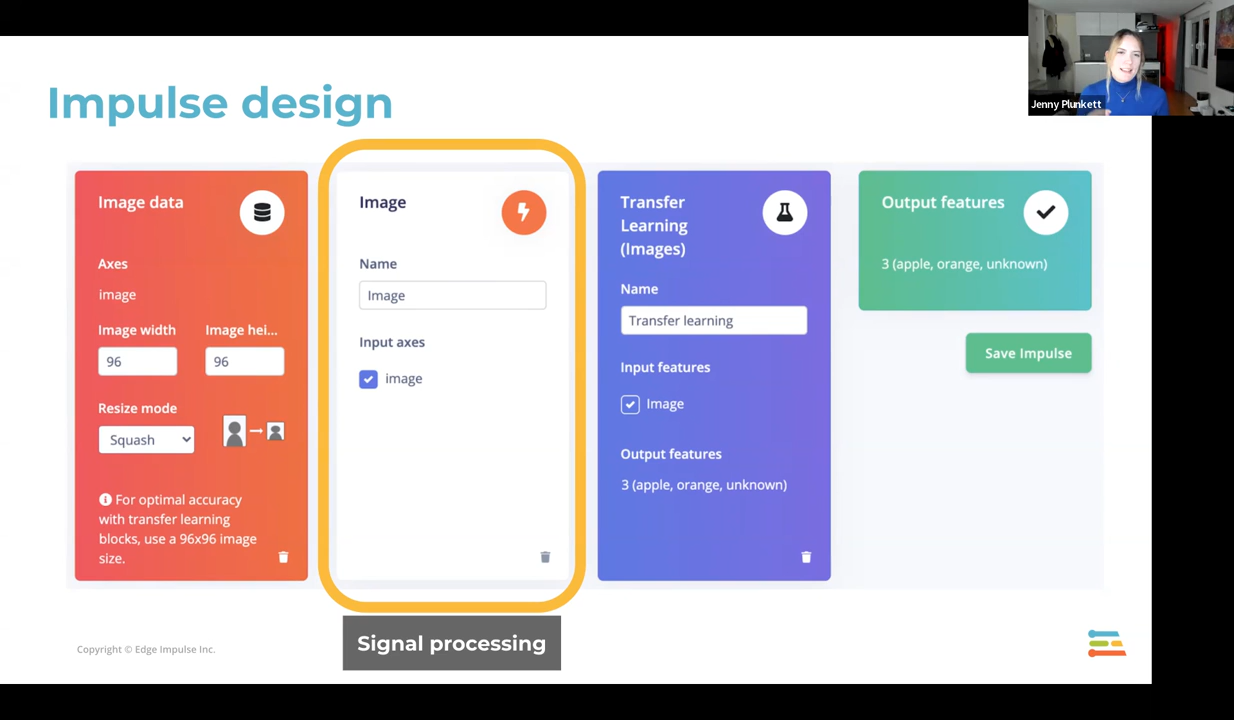 Jenny Plunkett
Impulse design
Image data
Axes
image
Image width
Image hei...
96
96
Resize mode
Squash
For optimal accuracy
with transfer learning
blocks, use a 96x96 image
size.
Image
Name
Image
Input axes
image
Transfer
Learning
(Images)
Name
Transfer learning
Input features
Image
Output features
3 (apple, orange, unknown)
Output features
3 (apple, orange, unknown)
Save Impulse
Signal processing
Copyright © Edge Impulse Inc.